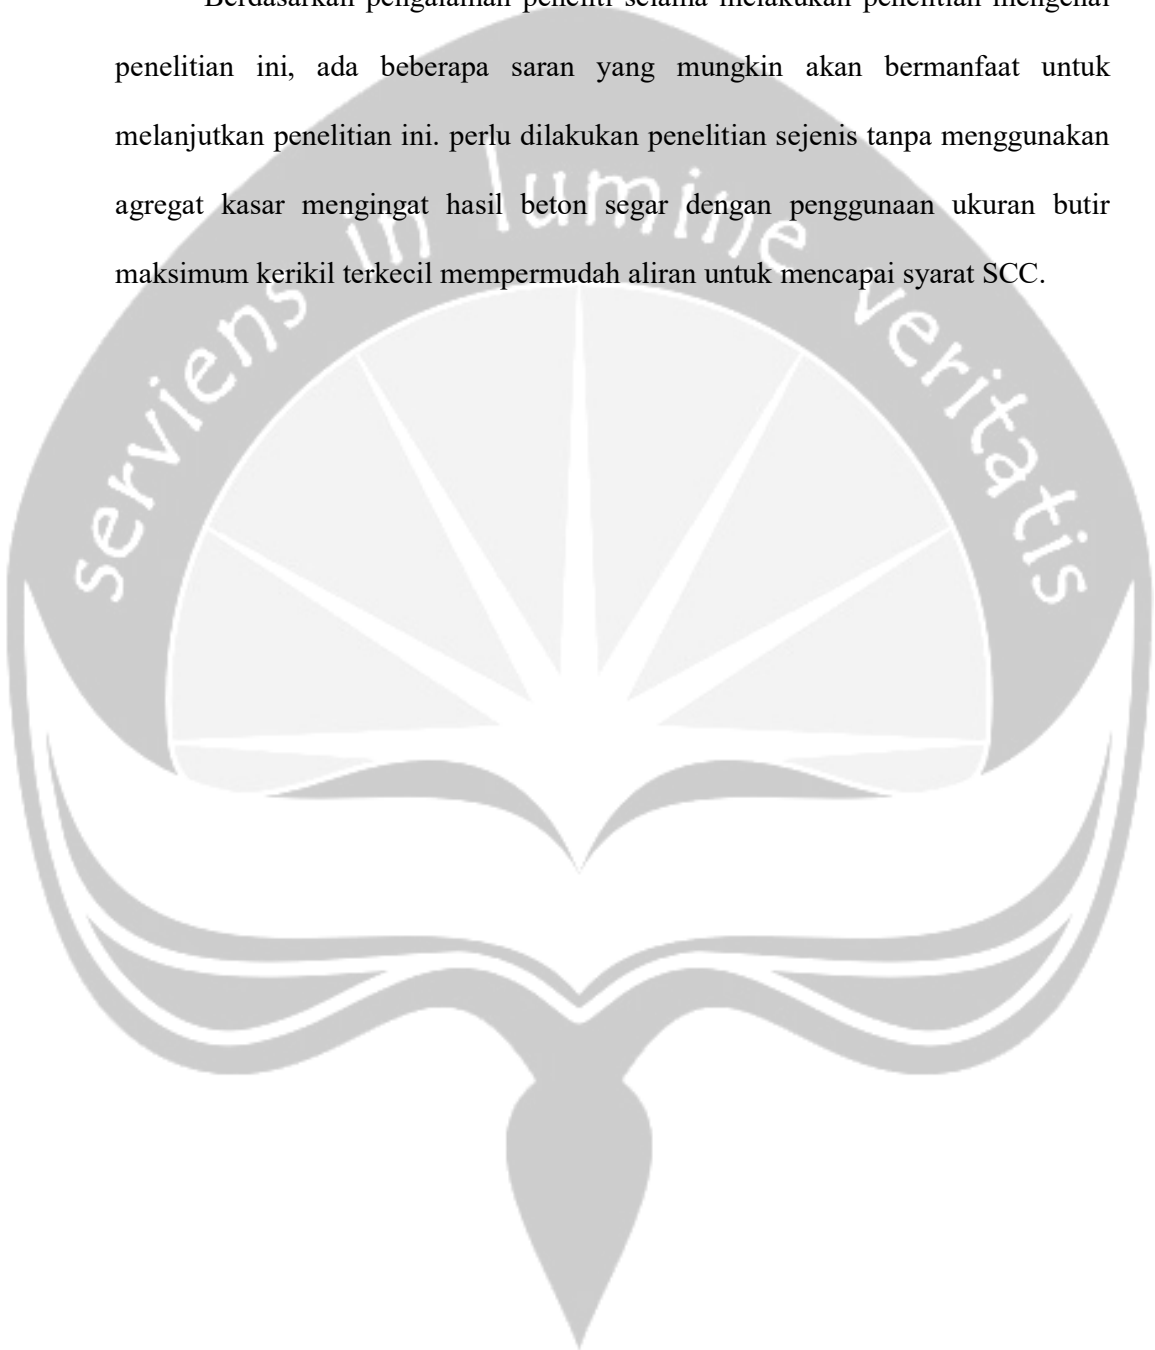 Berdasarkan pengalaman peneliti selama melakukan penelitian mengenai
penelitian ini, ada beberapa saran yang mungkin akan bermanfaat untuk
melanjutkan penelitian ini. perlu dilakukan penelitian sejenis tanpa menggunakan
agregat kasar mengingat hasil beton segar dengan penggunaan ukuran butir
maksimum kerikil terkecil mempermudah aliran untuk mencapai syarat SCC.
serviens in lumine veritatis